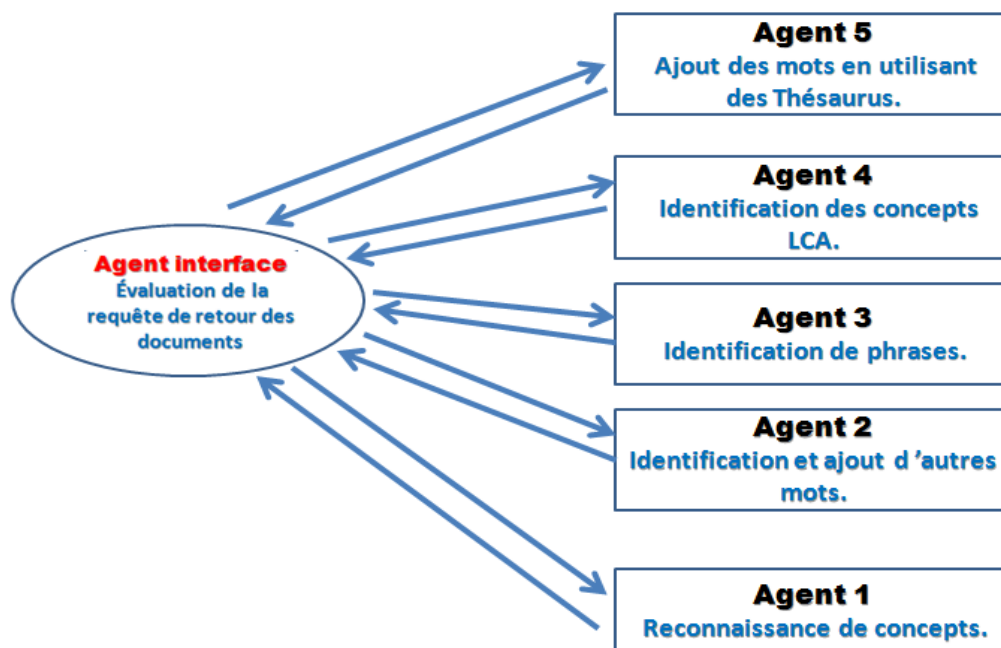 Agent 5
Ajout des mots en utilisant
des Thésaurus.
Agent 4
Identification des concepts
LCA.
Agent interface
Évaluation de la
requête de retour des
documents
Agent 3
Identification de phrases.
Agent 2
Identification et ajout d ’autres
mots.
Agent 1
Reconnaissance de concepts.